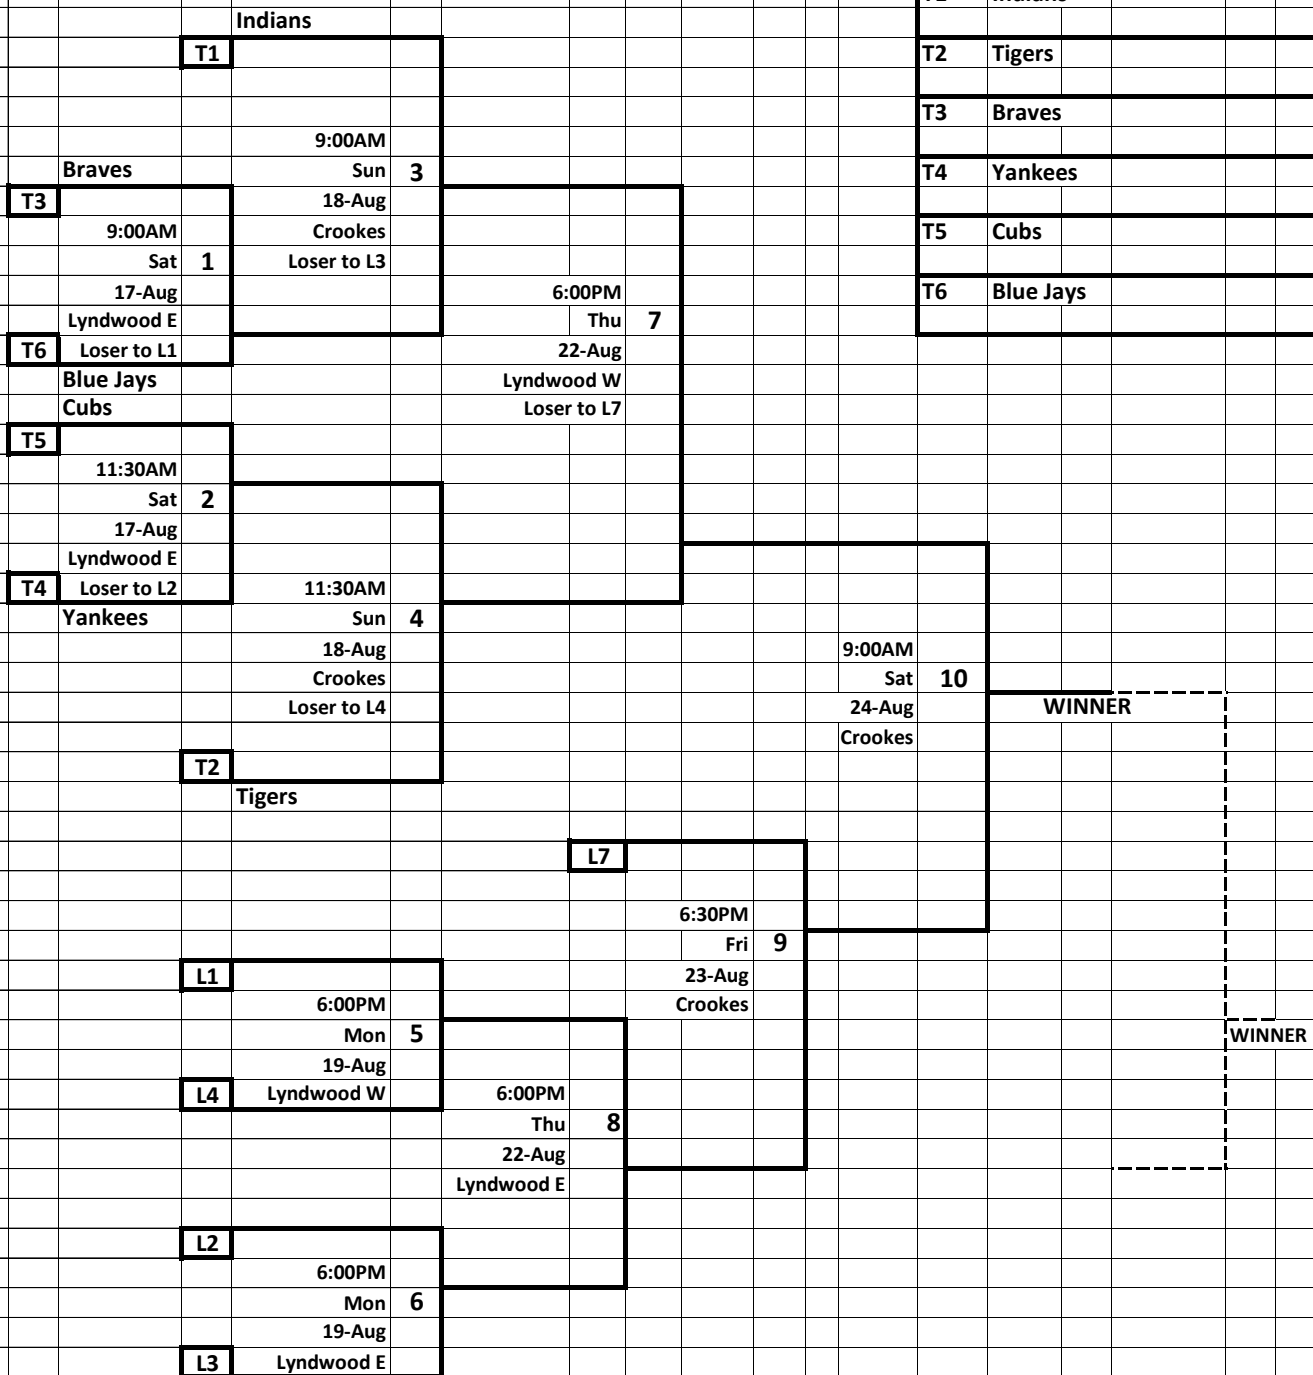 Indians
T1
T2 Tigers
T3 Braves
9:00AM
Braves
Sun 3
T4 Yankees
T3
18-Aug
9:00AM
Crookes
T5 Cubs
Sat 1
Loser to L3
17-Aug
6:00PM
T6 Blue Jays
Lyndwood E
Thu 7
T6 Loser to L1
22-Aug
Blue Jays
Lyndwood W
Cubs
Loser to L7
T5
11:30AM
Sat 2
17-Aug
Lyndwood E
T4 Loser to L2
11:30AM
Yankees
Sun 4
18-Aug
9:00AM
Crookes
Sat 10
Loser to L4
24-Aug
WINNER
Crookes
T2
Tigers
L7
6:30PM
Fri 9
L1
23-Aug
6:00PM
Crookes
Mon 5
WINNER
19-Aug
L4 Lyndwood W
6:00PM
Thu 8
22-Aug
Lyndwood E
L2
6:00PM
Mon 6
19-Aug
L3 Lyndwood E